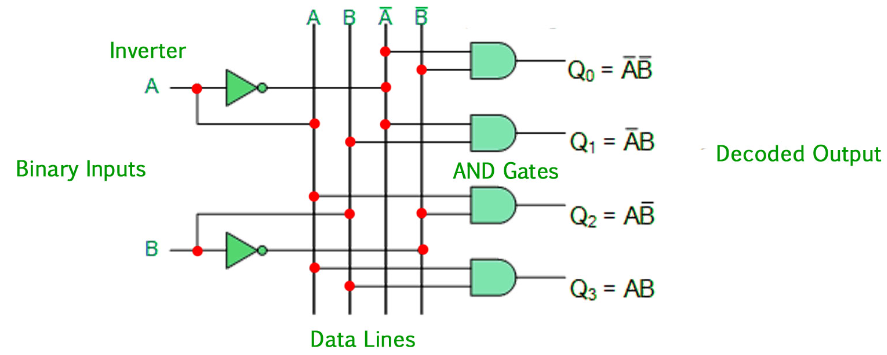 A B A̅ B̅
Inverter
A
Q₀ = A̅B̅
Q₁ = A̅B
Decoded Output
Binary Inputs
AND Gates
Q₂ = AB̅
B
Q₃ = AB
Data Lines